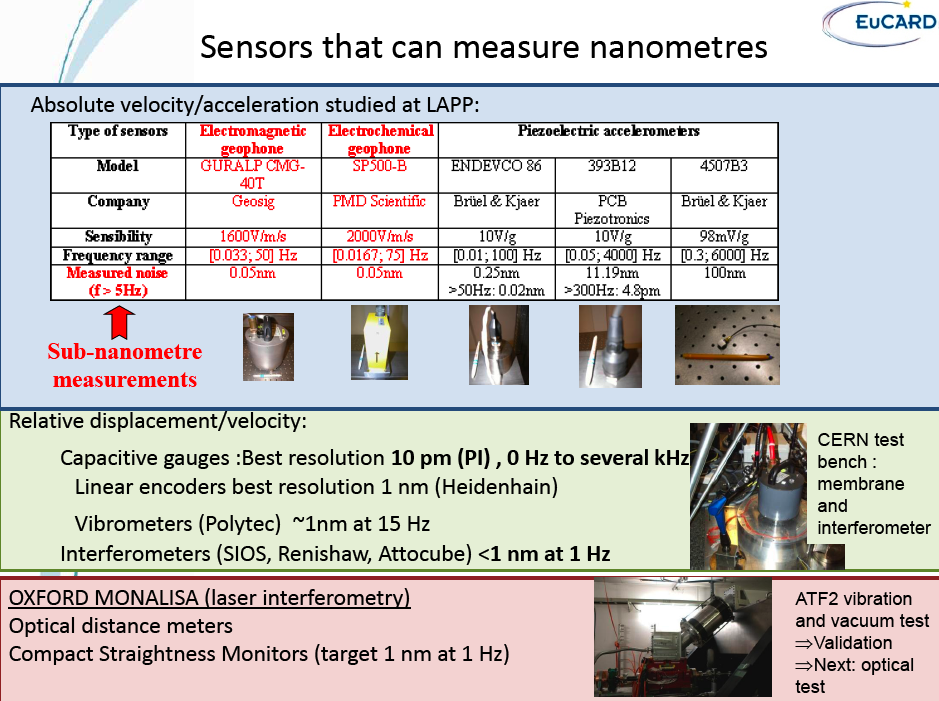 EuCARD
Sensors that can measure nanometres
Absolute velocity/acceleration studied at LAPP:
Type of sensors Electromagnetic geophone Electrochemical geophone Piezoelectric accelerometers
Model GURALP CMG-40T SP500-B ENDEVCO 86 393B12 4507B3
Company Geosig PMD Scientific Brüel & Kjaer PCB Piezotronics Brüel & Kjaer
Sensibility 1600V/m/s 2000V/m/s 10V/g 10V/g 98mV/g
Frequency range [0.033; 50] Hz [0.0167; 75] Hz [0.01; 100] Hz [0.05; 4000] Hz [0.3; 6000] Hz
Measured noise (f > 5Hz) 0.05nm 0.05nm 0.25nm >50Hz: 0.02nm 11.19nm >300Hz: 4.8pm 100nm
Sub-nanometre
measurements
Relative displacement/velocity:
Capacitive gauges :Best resolution 10 pm (PI) , 0 Hz to several kHz
Linear encoders best resolution 1 nm (Heidenhain)
Vibrometers (Polytec) ~1nm at 15 Hz
Interferometers (SIOS, Renishaw, Attocube) <1 nm at 1 Hz
CERN test
bench :
membrane
and
interferometer
OXFORD MONALISA (laser interferometry)
Optical distance meters
Compact Straightness Monitors (target 1 nm at 1 Hz)
ATF2 vibration
and vacuum test
⇒Validation
⇒Next: optical
test